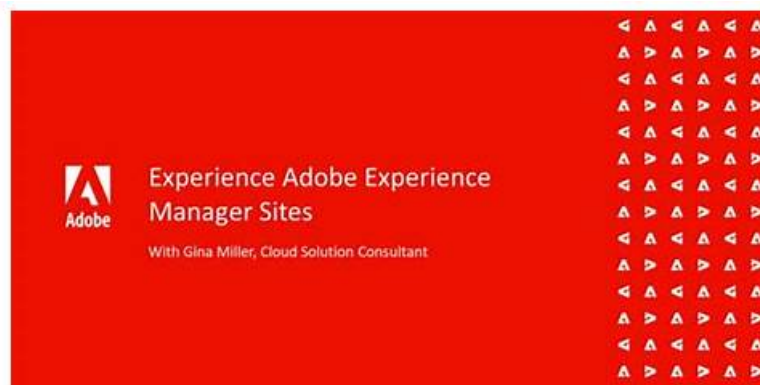 Experience Adobe Experience
Manager Sites
Adobe
With Gina Miller, Cloud Solution Consultant